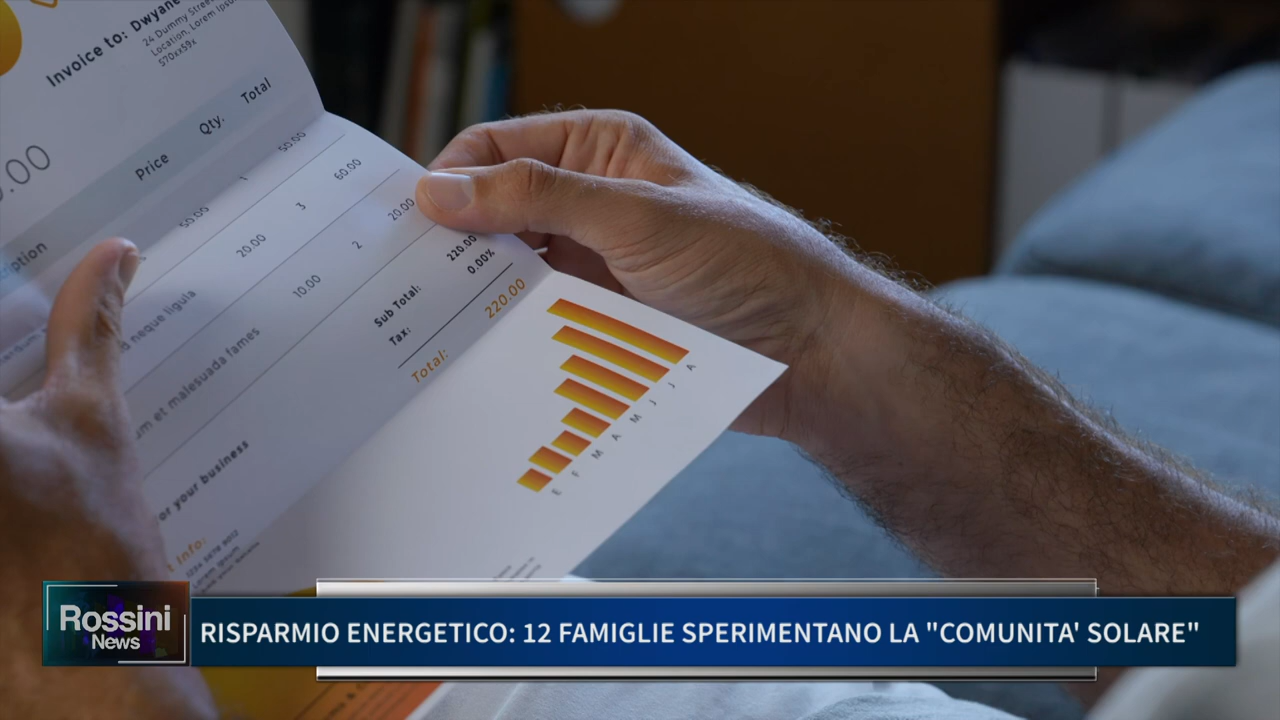 Invoice to: Dwyane
24 Dummy Street
Location, Lorem Ipsum
570xx59x
.00
Price Qty. Total
50.00 1 50.00
20.00 3 60.00
neque ligula
10.00 2 20.00
et malesuada fames
Sub Total: 220.00
Tax: 0.00%
Total: 220.00
or your business
Info:
E F M A M J J A
Rossini
News
RISPARMIO ENERGETICO: 12 FAMIGLIE SPERIMENTANO LA "COMUNITA' SOLARE"